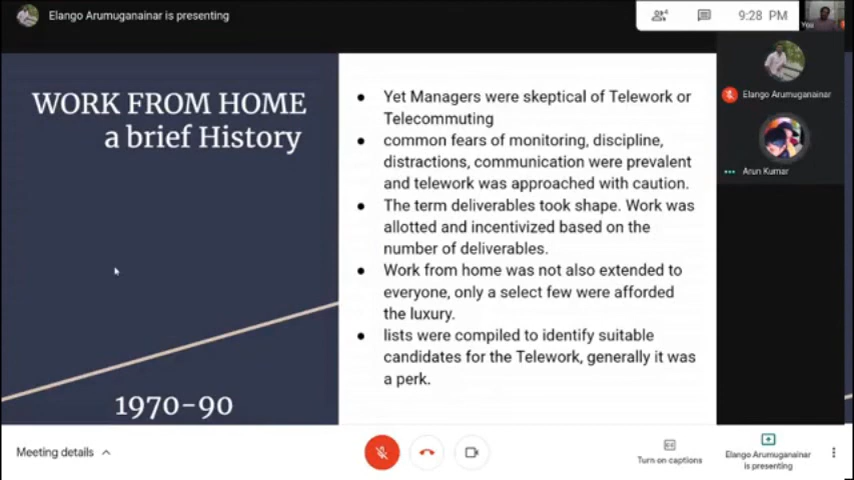 Elango Arumuganainar is presenting
4
9:28 PM
You
WORK FROM HOME
a brief History
1970-90
● Yet Managers were skeptical of Telework or
Telecommuting
● common fears of monitoring, discipline,
distractions, communication were prevalent
and telework was approached with caution.
● The term deliverables took shape. Work was
allotted and incentivized based on the
number of deliverables.
● Work from home was not also extended to
everyone, only a select few were afforded
the luxury.
● lists were compiled to identify suitable
candidates for the Telework, generally it was
a perk.
Elango Arumuganainar
Arun Kumar
Meeting details
Turn on captions
Elango Arumuganainar
is presenting